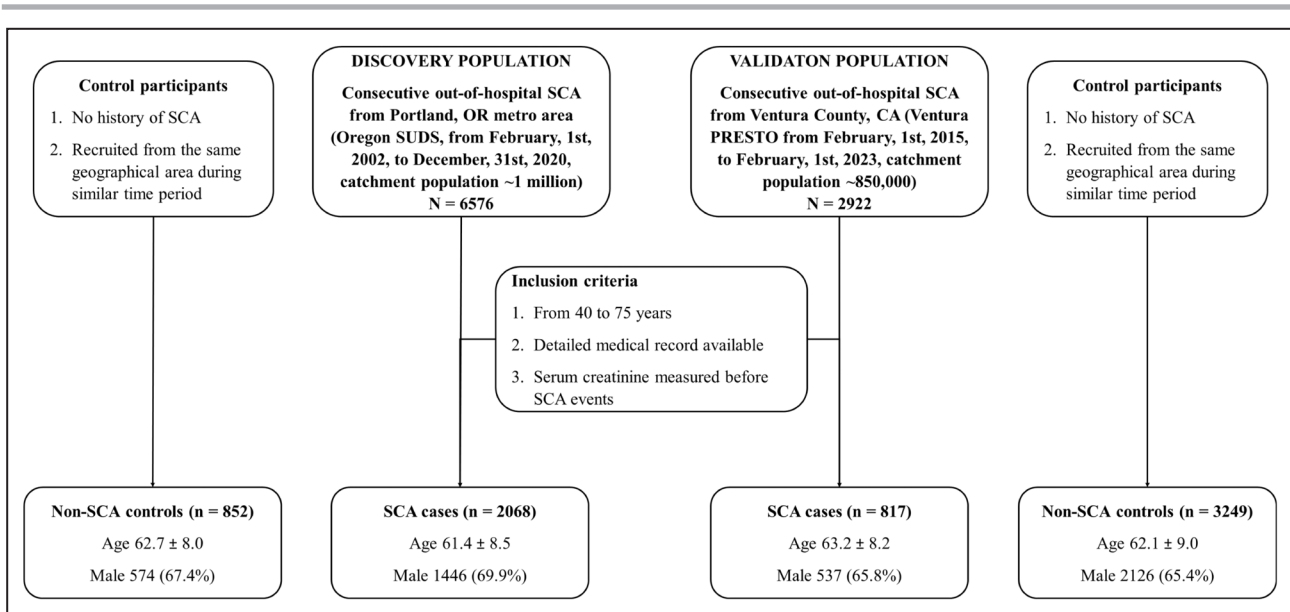 Control participants
1. No history of SCA
2. Recruited from the same
geographical area during
similar time period
DISCOVERY POPULATION
Consecutive out-of-hospital SCA
from Portland, OR metro area
(Oregon SUDS, from February, 1st,
2002, to December, 31st, 2020,
catchment population ~1 million)
N = 6576
VALIDATON POPULATION
Consecutive out-of-hospital SCA
from Ventura County, CA (Ventura
PRESTO from February, 1st, 2015,
to February, 1st, 2023, catchment
population ~850,000)
N = 2922
Control participants
1. No history of SCA
2. Recruited from the same
geographical area during
similar time period
Inclusion criteria
1. From 40 to 75 years
2. Detailed medical record available
3. Serum creatinine measured before
SCA events
Non-SCA controls (n = 852)
Age 62.7 ± 8.0
Male 574 (67.4%)
SCA cases (n = 2068)
Age 61.4 ± 8.5
Male 1446 (69.9%)
SCA cases (n = 817)
Age 63.2 ± 8.2
Male 537 (65.8%)
Non-SCA controls (n = 3249)
Age 62.1 ± 9.0
Male 2126 (65.4%)